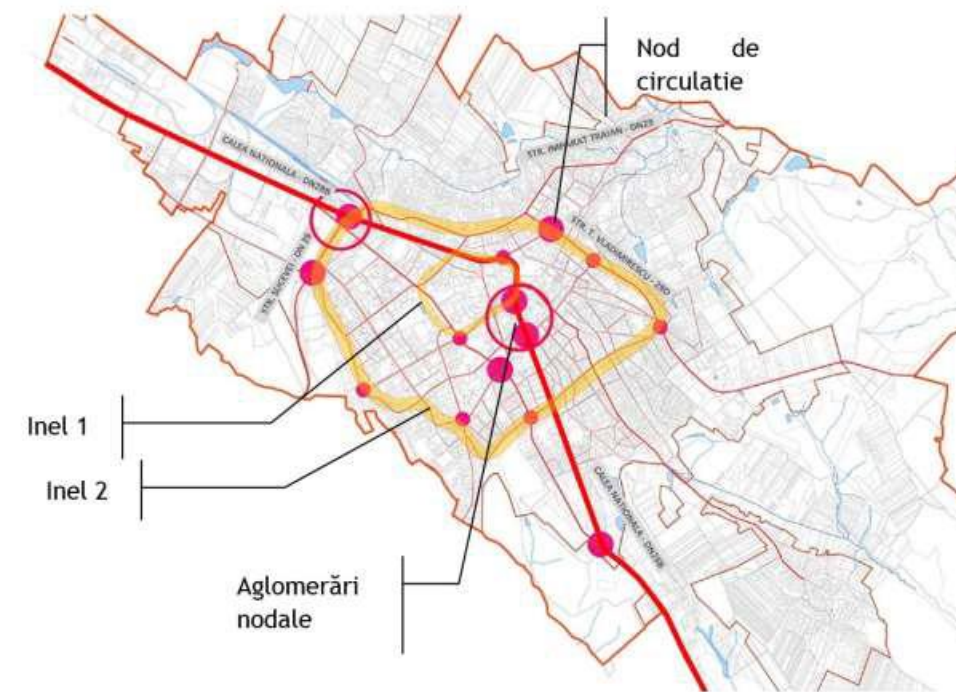 Nod de
circulatie
STR. IMPARAT TRAIAN - DN29
CALEA NATIONALA - DN28B
STR. T. VLADIMIRESCU - 29D
STR. SUCEVEI - DN 29
Inel 1
Inel 2
CALEA NATIONALA - DN28B
Aglomerări
nodale